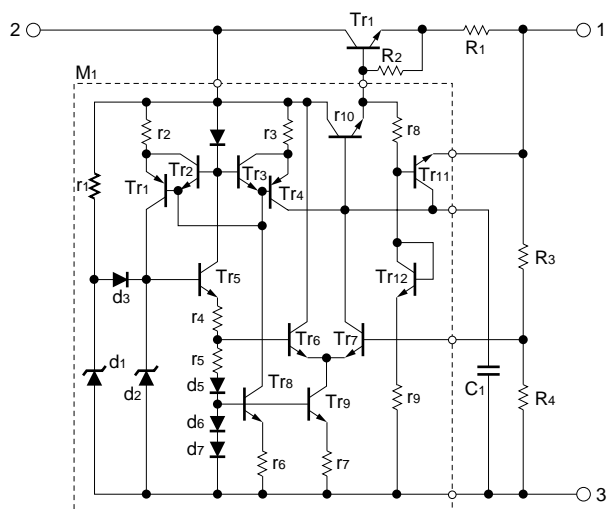 2
Tr1
1
R1
R2
M1
r2
r3
r10
r8
Tr2
Tr3
Tr4
Tr11
r1
Tr1
R3
d3
Tr5
Tr12
r4
Tr6
Tr7
d1
d2
r5
d5
Tr8
Tr9
C1
R4
d6
r9
d7
r6
r7
3